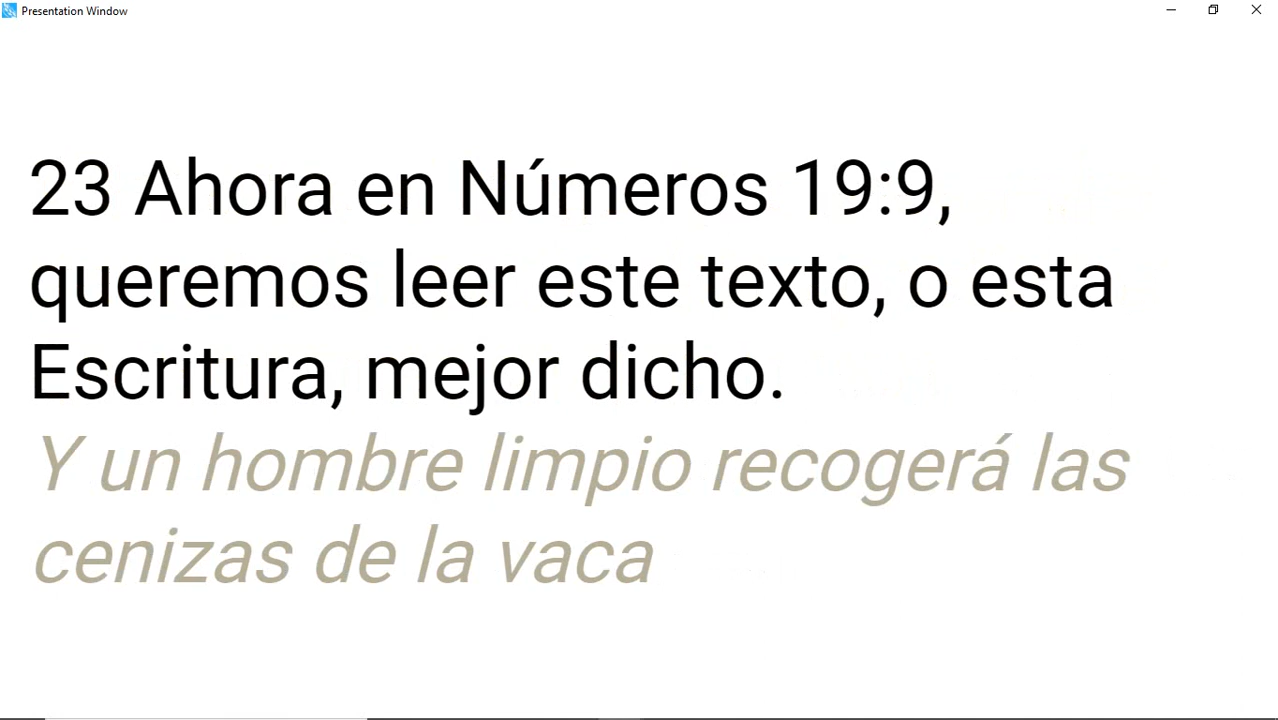 Presentation Window
23 Ahora en Números 19:9,
queremos leer este texto, o esta
Escritura, mejor dicho.
Y un hombre limpio recogerá las
cenizas de la vaca